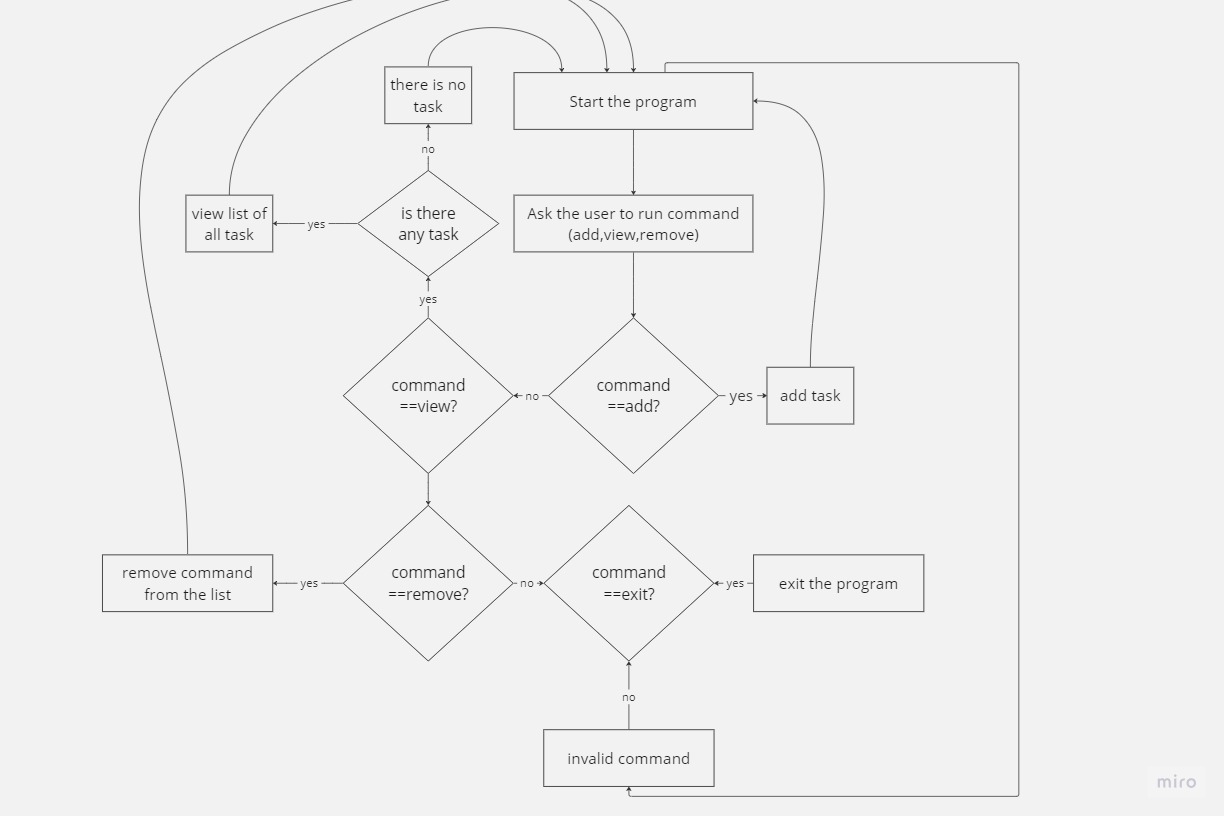 there is no
task
Start the program
no
view list of
all task
yes
is there
any task
Ask the user to run command
(add,view,remove)
yes
command
==view?
no
command
==add?
yes
add task
remove command
from the list
yes
command
==remove?
no
command
==exit?
yes
exit the program
no
invalid command
miro